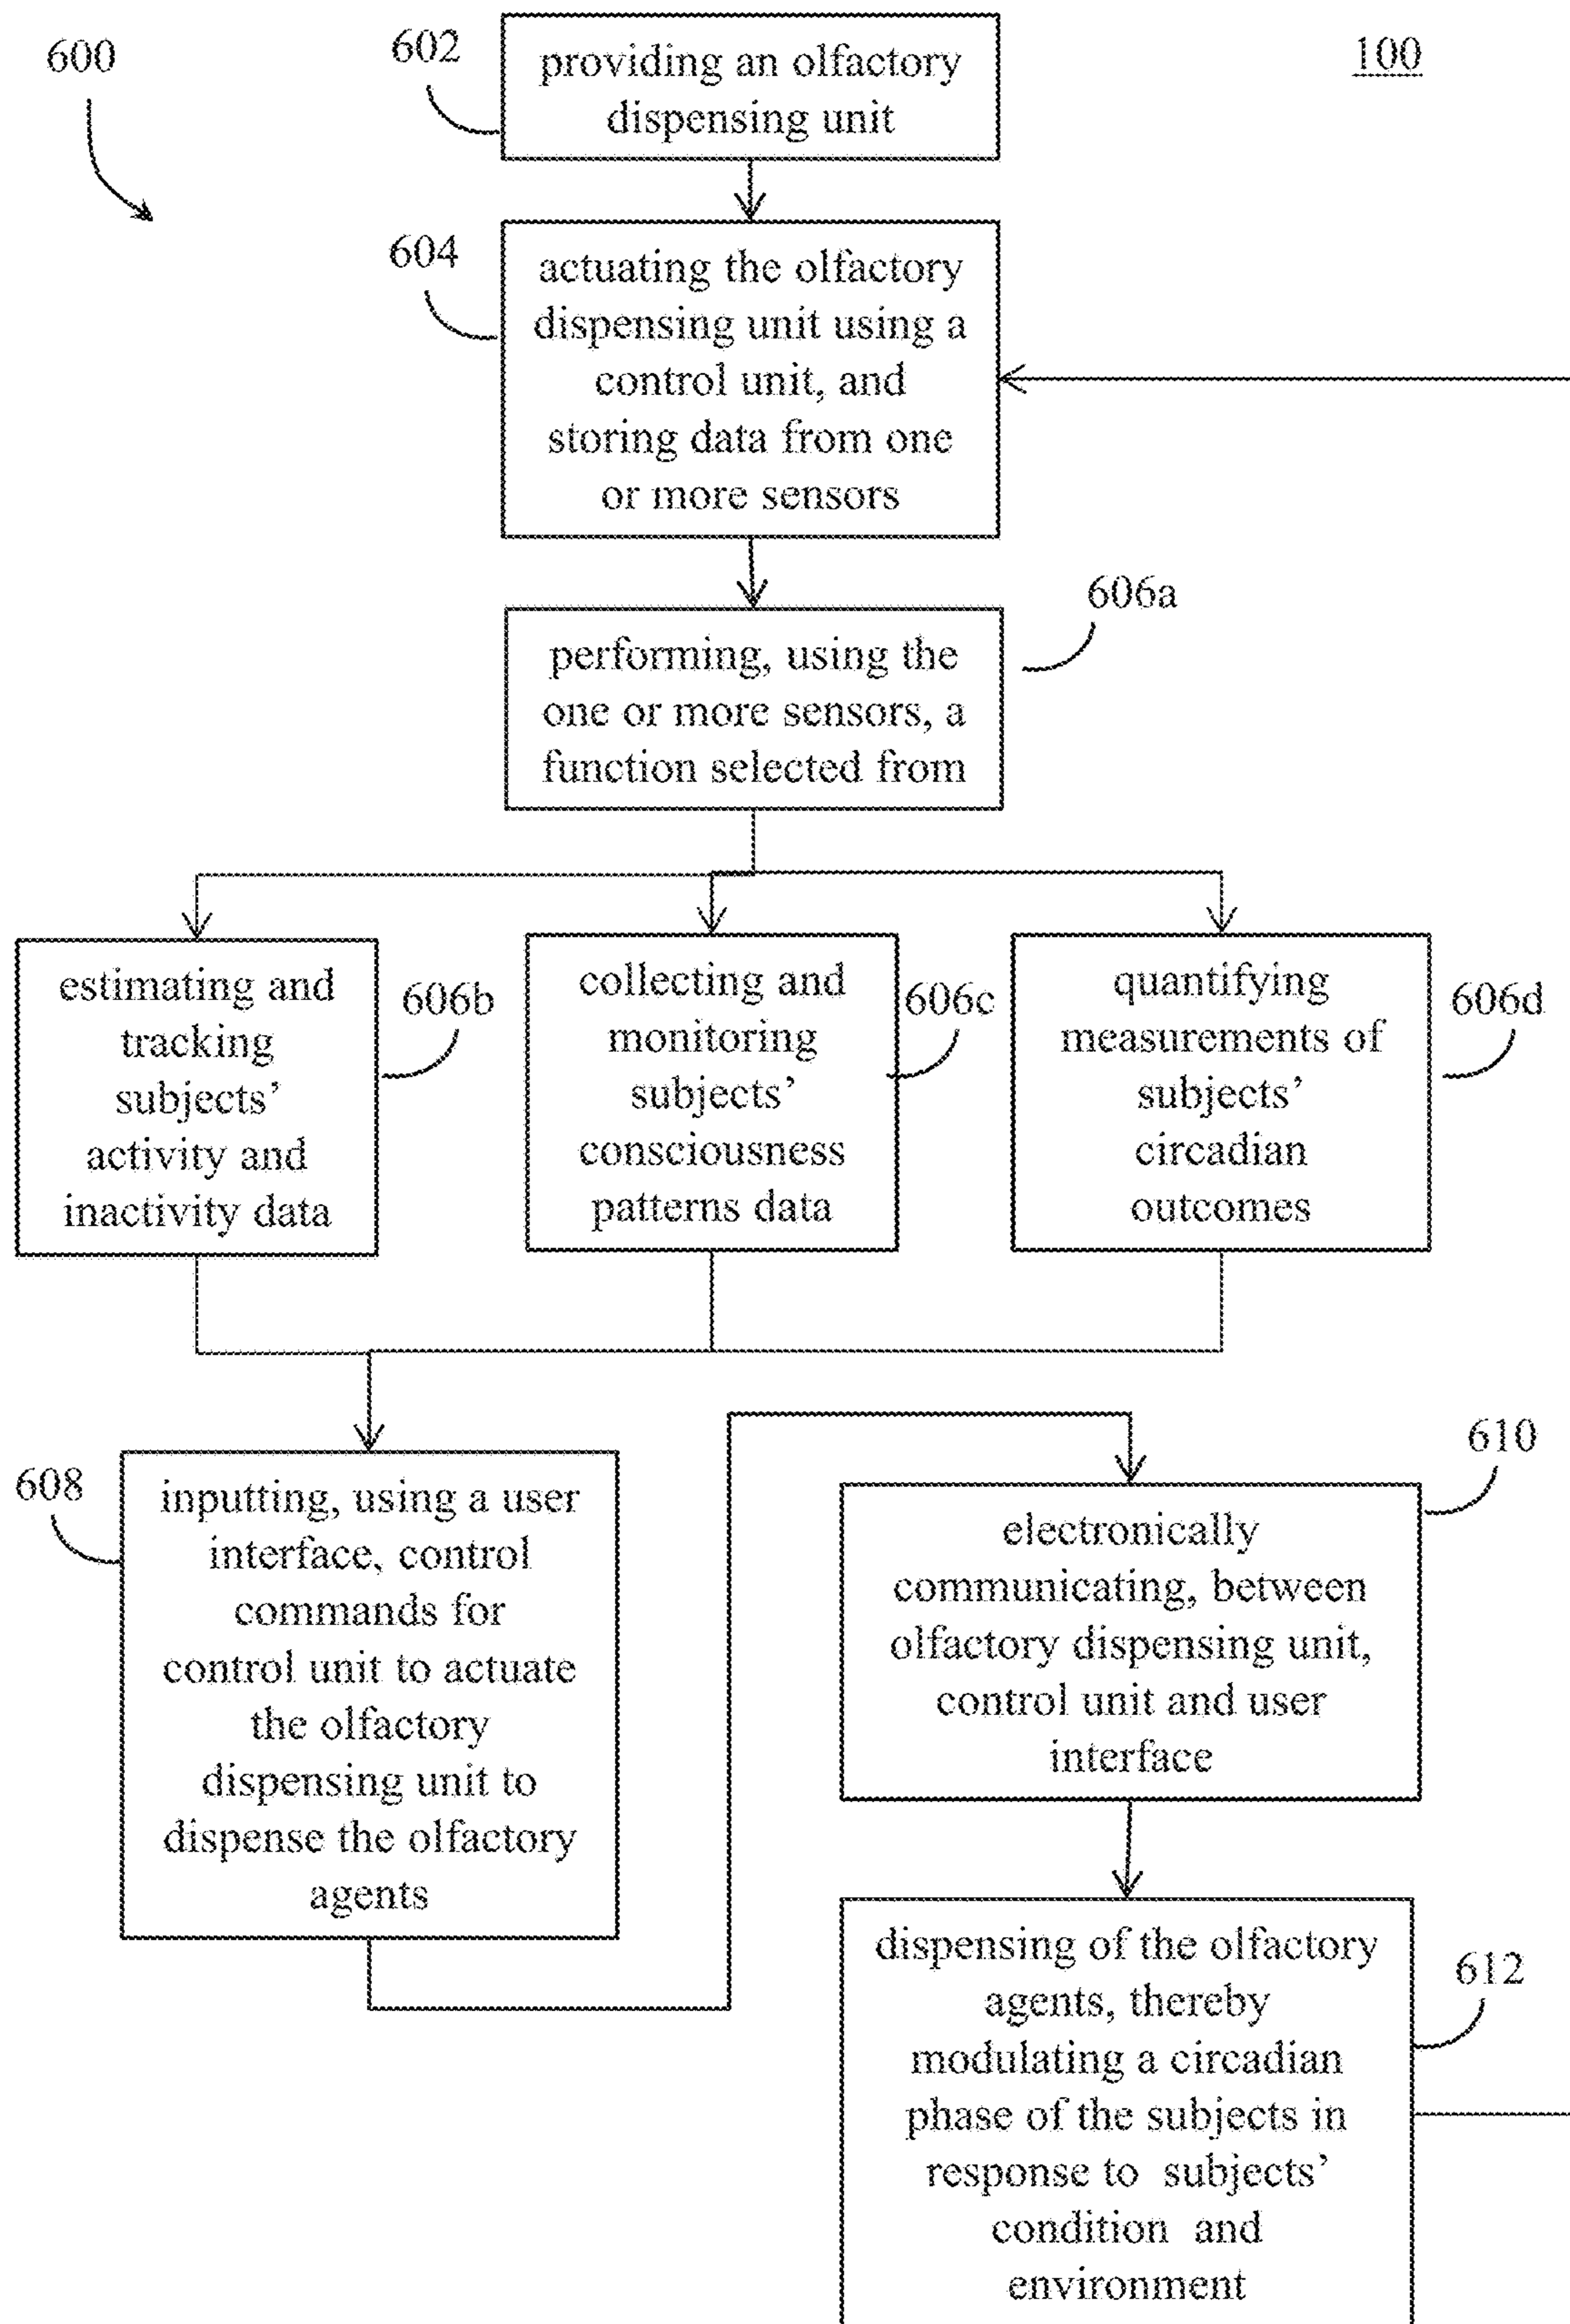 600
602
providing an olfactory
dispensing unit
100
604
actuating the olfactory
dispensing unit using a
control unit, and
storing data from one
or more sensors
606a
performing, using the
one or more sensors, a
function selected from
estimating and
tracking
subjects’
activity and
inactivity data
606b
collecting and
monitoring
subjects’
consciousness
patterns data
606c
quantifying
measurements of
subjects’
circadian
outcomes
606d
608
inputting, using a user
interface, control
commands for
control unit to actuate
the olfactory
dispensing unit to
dispense the olfactory
agents
610
electronically
communicating, between
olfactory dispensing unit,
control unit and user
interface
612
dispensing of the olfactory
agents, thereby
modulating a circadian
phase of the subjects in
response to subjects’
condition and
environment